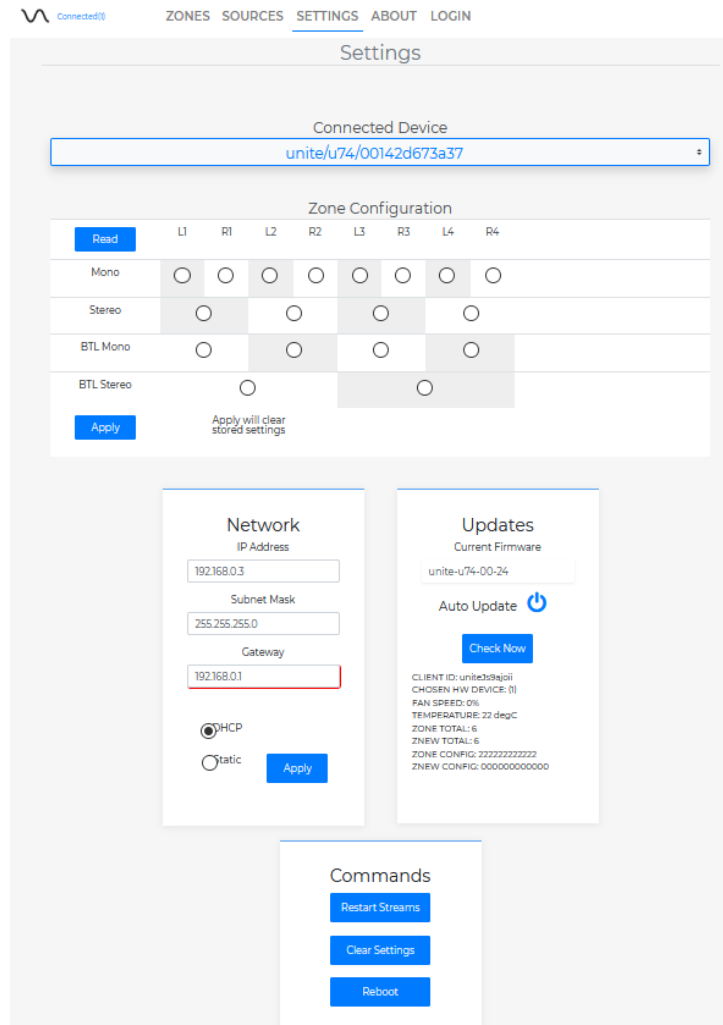 Connected(1) ZONES SOURCES SETTINGS ABOUT LOGIN
Settings
Connected Device
unite/u74/00142d673a37
Zone Configuration
Read L1 R1 L2 R2 L3 R3 L4 R4
Mono
Stereo
BTL Mono
BTL Stereo
Apply Apply will clear
stored settings
Network
IP Address
192.168.0.3
Subnet Mask
255.255.255.0
Gateway
192.168.0.1
DHCP
Static
Apply
Updates
Current Firmware
unite-u74-00-24
Auto Update
Check Now
CLIENT ID: uniteJs9ajoii
CHOSEN HW DEVICE: (1)
FAN SPEED: 0%
TEMPERATURE: 22 degC
ZONE TOTAL: 6
ZNEW TOTAL: 6
ZONE CONFIG: 222222222222
ZNEW CONFIG: 000000000000
Commands
Restart Streams
Clear Settings
Reboot